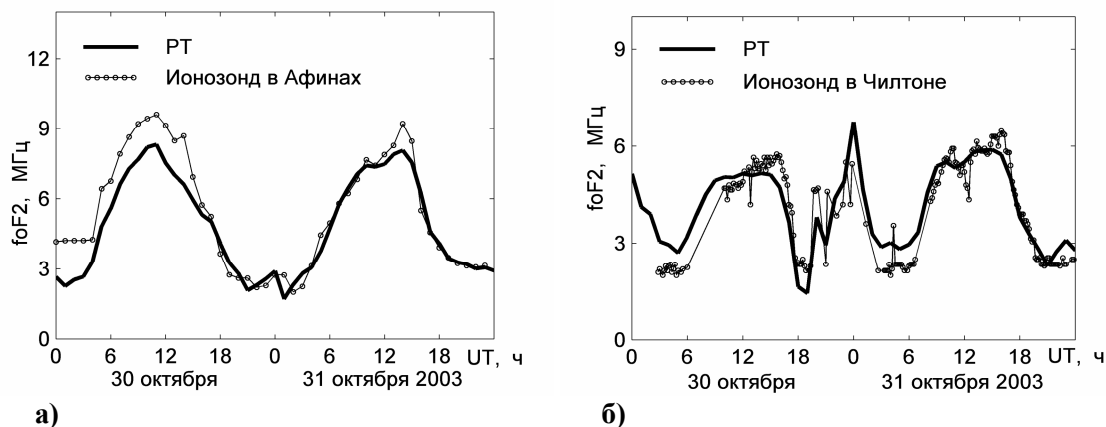 12
9
6
3
0
foF2, МГц
РТ
Ионозонд в Афинах
0 6 12 18 0 6 12 18 UT, ч
30 октября 31 октября 2003
а)
9
6
3
0
foF2, МГц
РТ
Ионозонд в Чилтоне
0 6 12 18 0 6 12 18 UT, ч
30 октября 31 октября 2003
б)